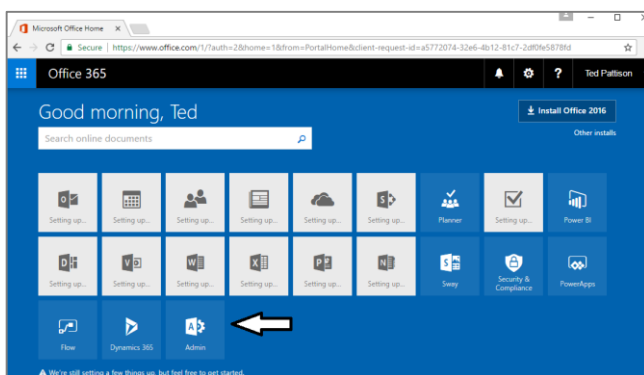 Microsoft Office Home
Secure | https://www.office.com/1/?auth=2&home=1&from=PortalHome&client-request-id=a5772074-32e6-4b12-81c7-2df0fe5878fd
Office 365 ? Ted Pattison
Good morning, Ted
Install Office 2016
Search online documents
Other installs
Setting up... Setting up... Setting up... Setting up... Setting up... Setting up... Planner Setting up... Power BI
Setting up... Setting up... Setting up... Setting up... Setting up... Setting up... Sway Security & Compliance PowerApps
Flow Dynamics 365 Admin
We're still setting a few things up, but feel free to get started.